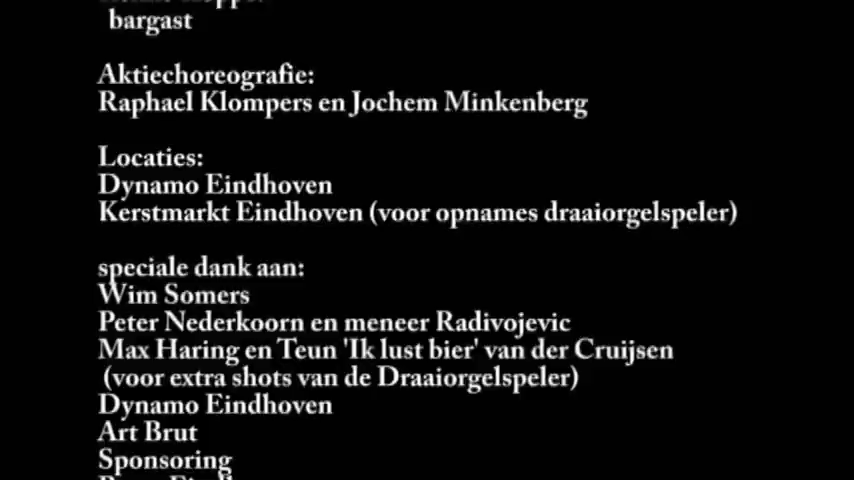 bargast
Aktiechoreografie:
Raphael Klompers en Jochem Minkenberg
Locaties:
Dynamo Eindhoven
Kerstmarkt Eindhoven (voor opnames draaiorgelspeler)
speciale dank aan:
Wim Somers
Peter Nederkoorn en meneer Radivojevic
Max Haring en Teun 'Ik lust bier' van der Cruijsen
(voor extra shots van de Draaiorgelspeler)
Dynamo Eindhoven
Art Brut
Sponsoring